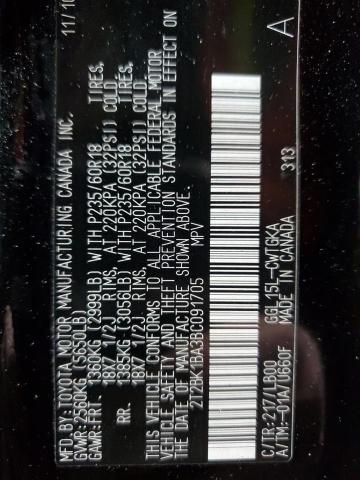 MFD.BY:TOYOTA MOTOR MANUFACTURING CANADA INC. 11/10
GVWR:2560KG(5650LB)
GAWR:FRT. 1360KG (2999LB) WITH P235/60R18 TIRES.
18X7 1/2J RIMS, AT 220KPA (32PSI) COLD
RR. 1385KG (3056LB) WITH P235/60R18 TIRES.
18X7 1/2J RIMS, AT 220KPA (32PSI) COLD
THIS VEHICLE CONFORMS TO ALL APPLICABLE FEDERAL MOTOR
VEHICLE SAFETY AND THEFT PREVENTION STANDARDS IN EFFECT ON
THE DATE OF MANUFACTURE SHOWN ABOVE.
MPV
C/TR:217/LB00 GGL15L-CWTGKA A
A/TM:-01A/U660F MADE IN CANADA 313